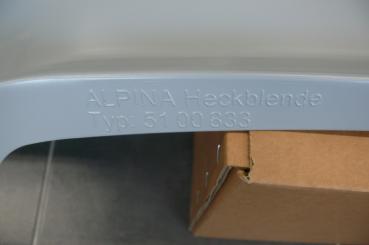 ALPINA Heckblende
Typ: 51 00 833